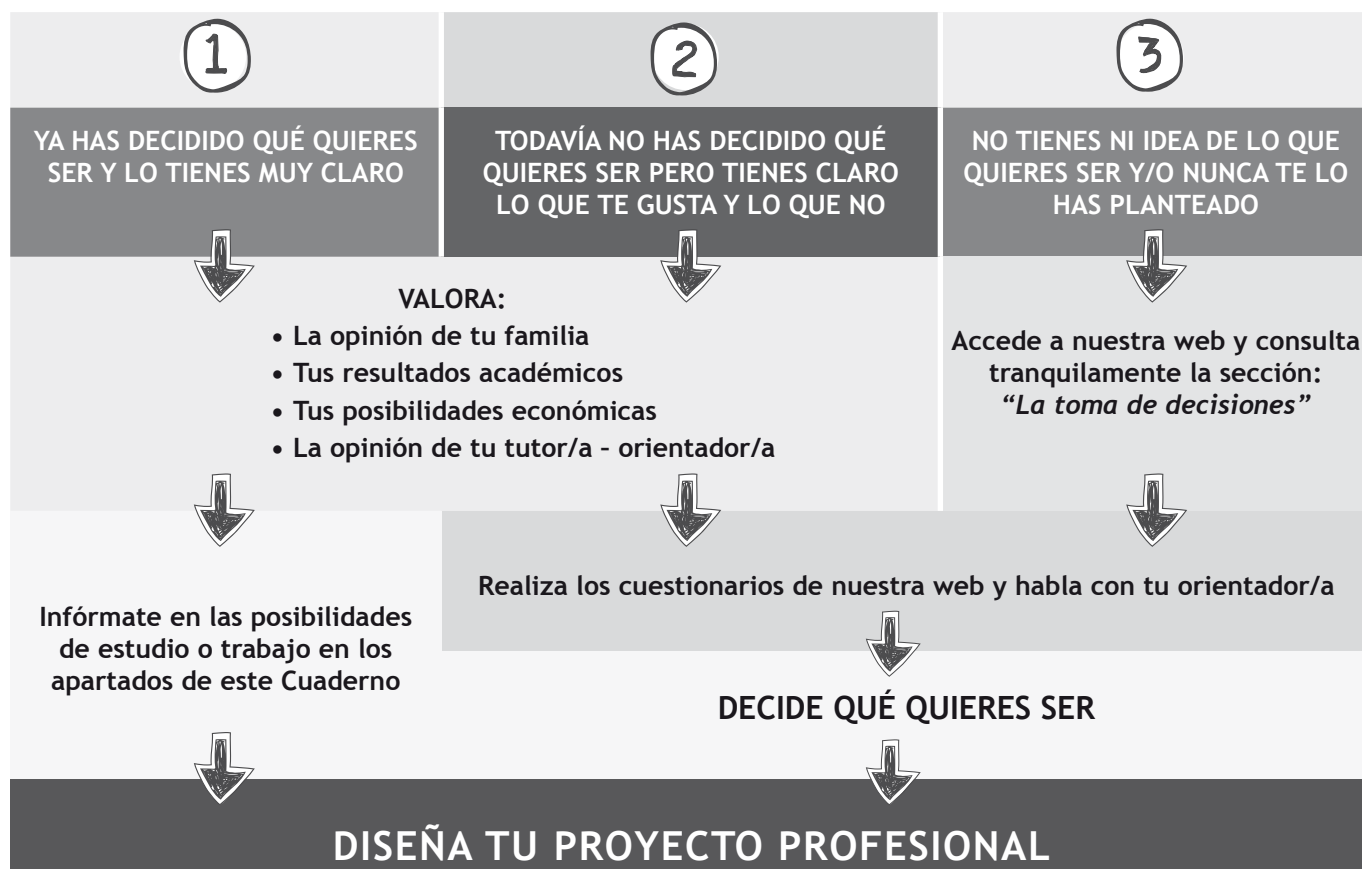 1
YA HAS DECIDIDO QUÉ QUIERES
SER Y LO TIENES MUY CLARO
2
TODAVÍA NO HAS DECIDIDO QUÉ
QUIERES SER PERO TIENES CLARO
LO QUE TE GUSTA Y LO QUE NO
3
NO TIENES NI IDEA DE LO QUE
QUIERES SER Y/O NUNCA TE LO
HAS PLANTEADO
VALORA:
• La opinión de tu familia
• Tus resultados académicos
• Tus posibilidades económicas
• La opinión de tu tutor/a – orientador/a
Accede a nuestra web y consulta
tranquilamente la sección:
“La toma de decisiones”
Infórmate en las posibilidades
de estudio o trabajo en los
apartados de este Cuaderno
Realiza los cuestionarios de nuestra web y habla con tu orientador/a
DECIDE QUÉ QUIERES SER
DISEÑA TU PROYECTO PROFESIONAL